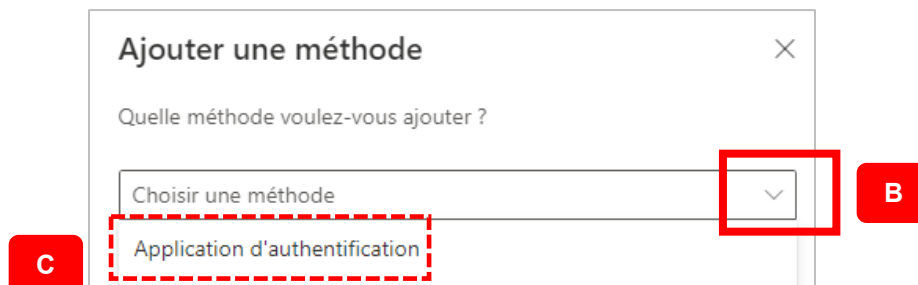 Ajouter une méthode
Quelle méthode voulez-vous ajouter ?
Choisir une méthode
B
Application d'authentification
C